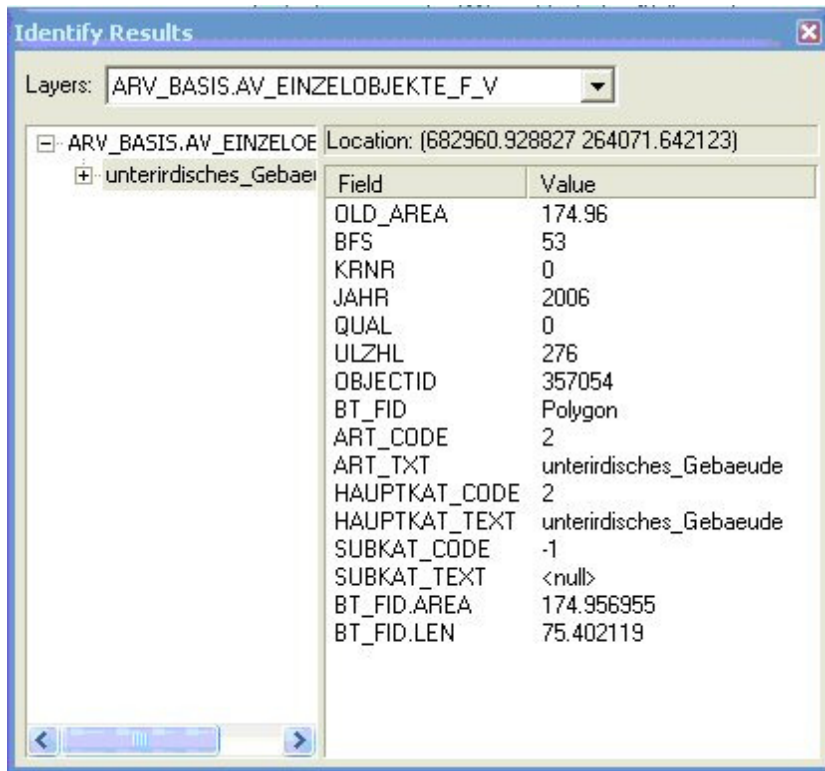 Identify Results
Layers: ARV_BASIS.AV_EINZELOBJEKTE_F_V
ARV_BASIS.AV_EINZELOE
unterirdisches_Gebaeu
Location: (682960.928827 264071.642123)
Field Value
OLD_AREA 174.96
BFS 53
KRNR 0
JAHR 2006
QUAL 0
ULZHL 276
OBJECTID 357054
BT_FID Polygon
ART_CODE 2
ART_TXT unterirdisches_Gebaeude
HAUPTKAT_CODE 2
HAUPTKAT_TEXT unterirdisches_Gebaeude
SUBKAT_CODE -1
SUBKAT_TEXT <null>
BT_FID.AREA 174.956955
BT_FID.LEN 75.402119